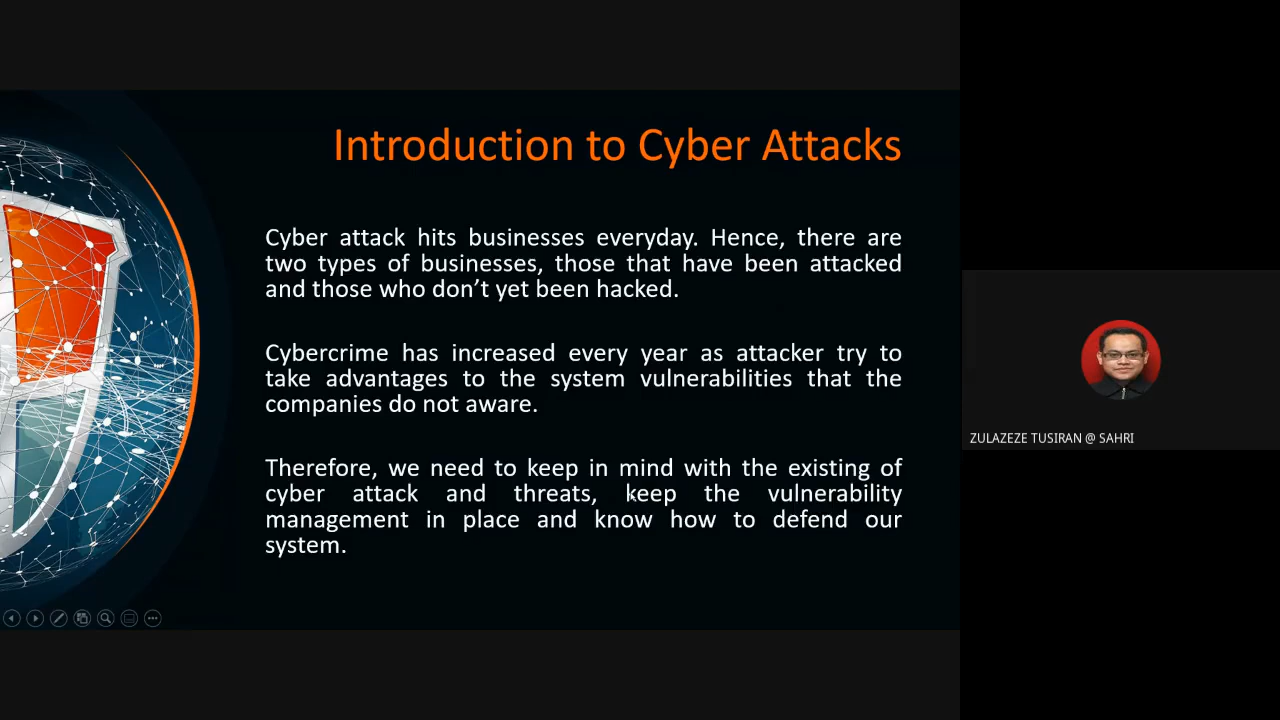 Introduction to Cyber Attacks
Cyber attack hits businesses everyday. Hence, there are
two types of businesses, those that have been attacked
and those who don’t yet been hacked.
Cybercrime has increased every year as attacker try to
take advantages to the system vulnerabilities that the
companies do not aware.
Therefore, we need to keep in mind with the existing of
cyber attack and threats, keep the vulnerability
management in place and know how to defend our
system.
ZULAZEZE TUSIRAN @ SAHRI